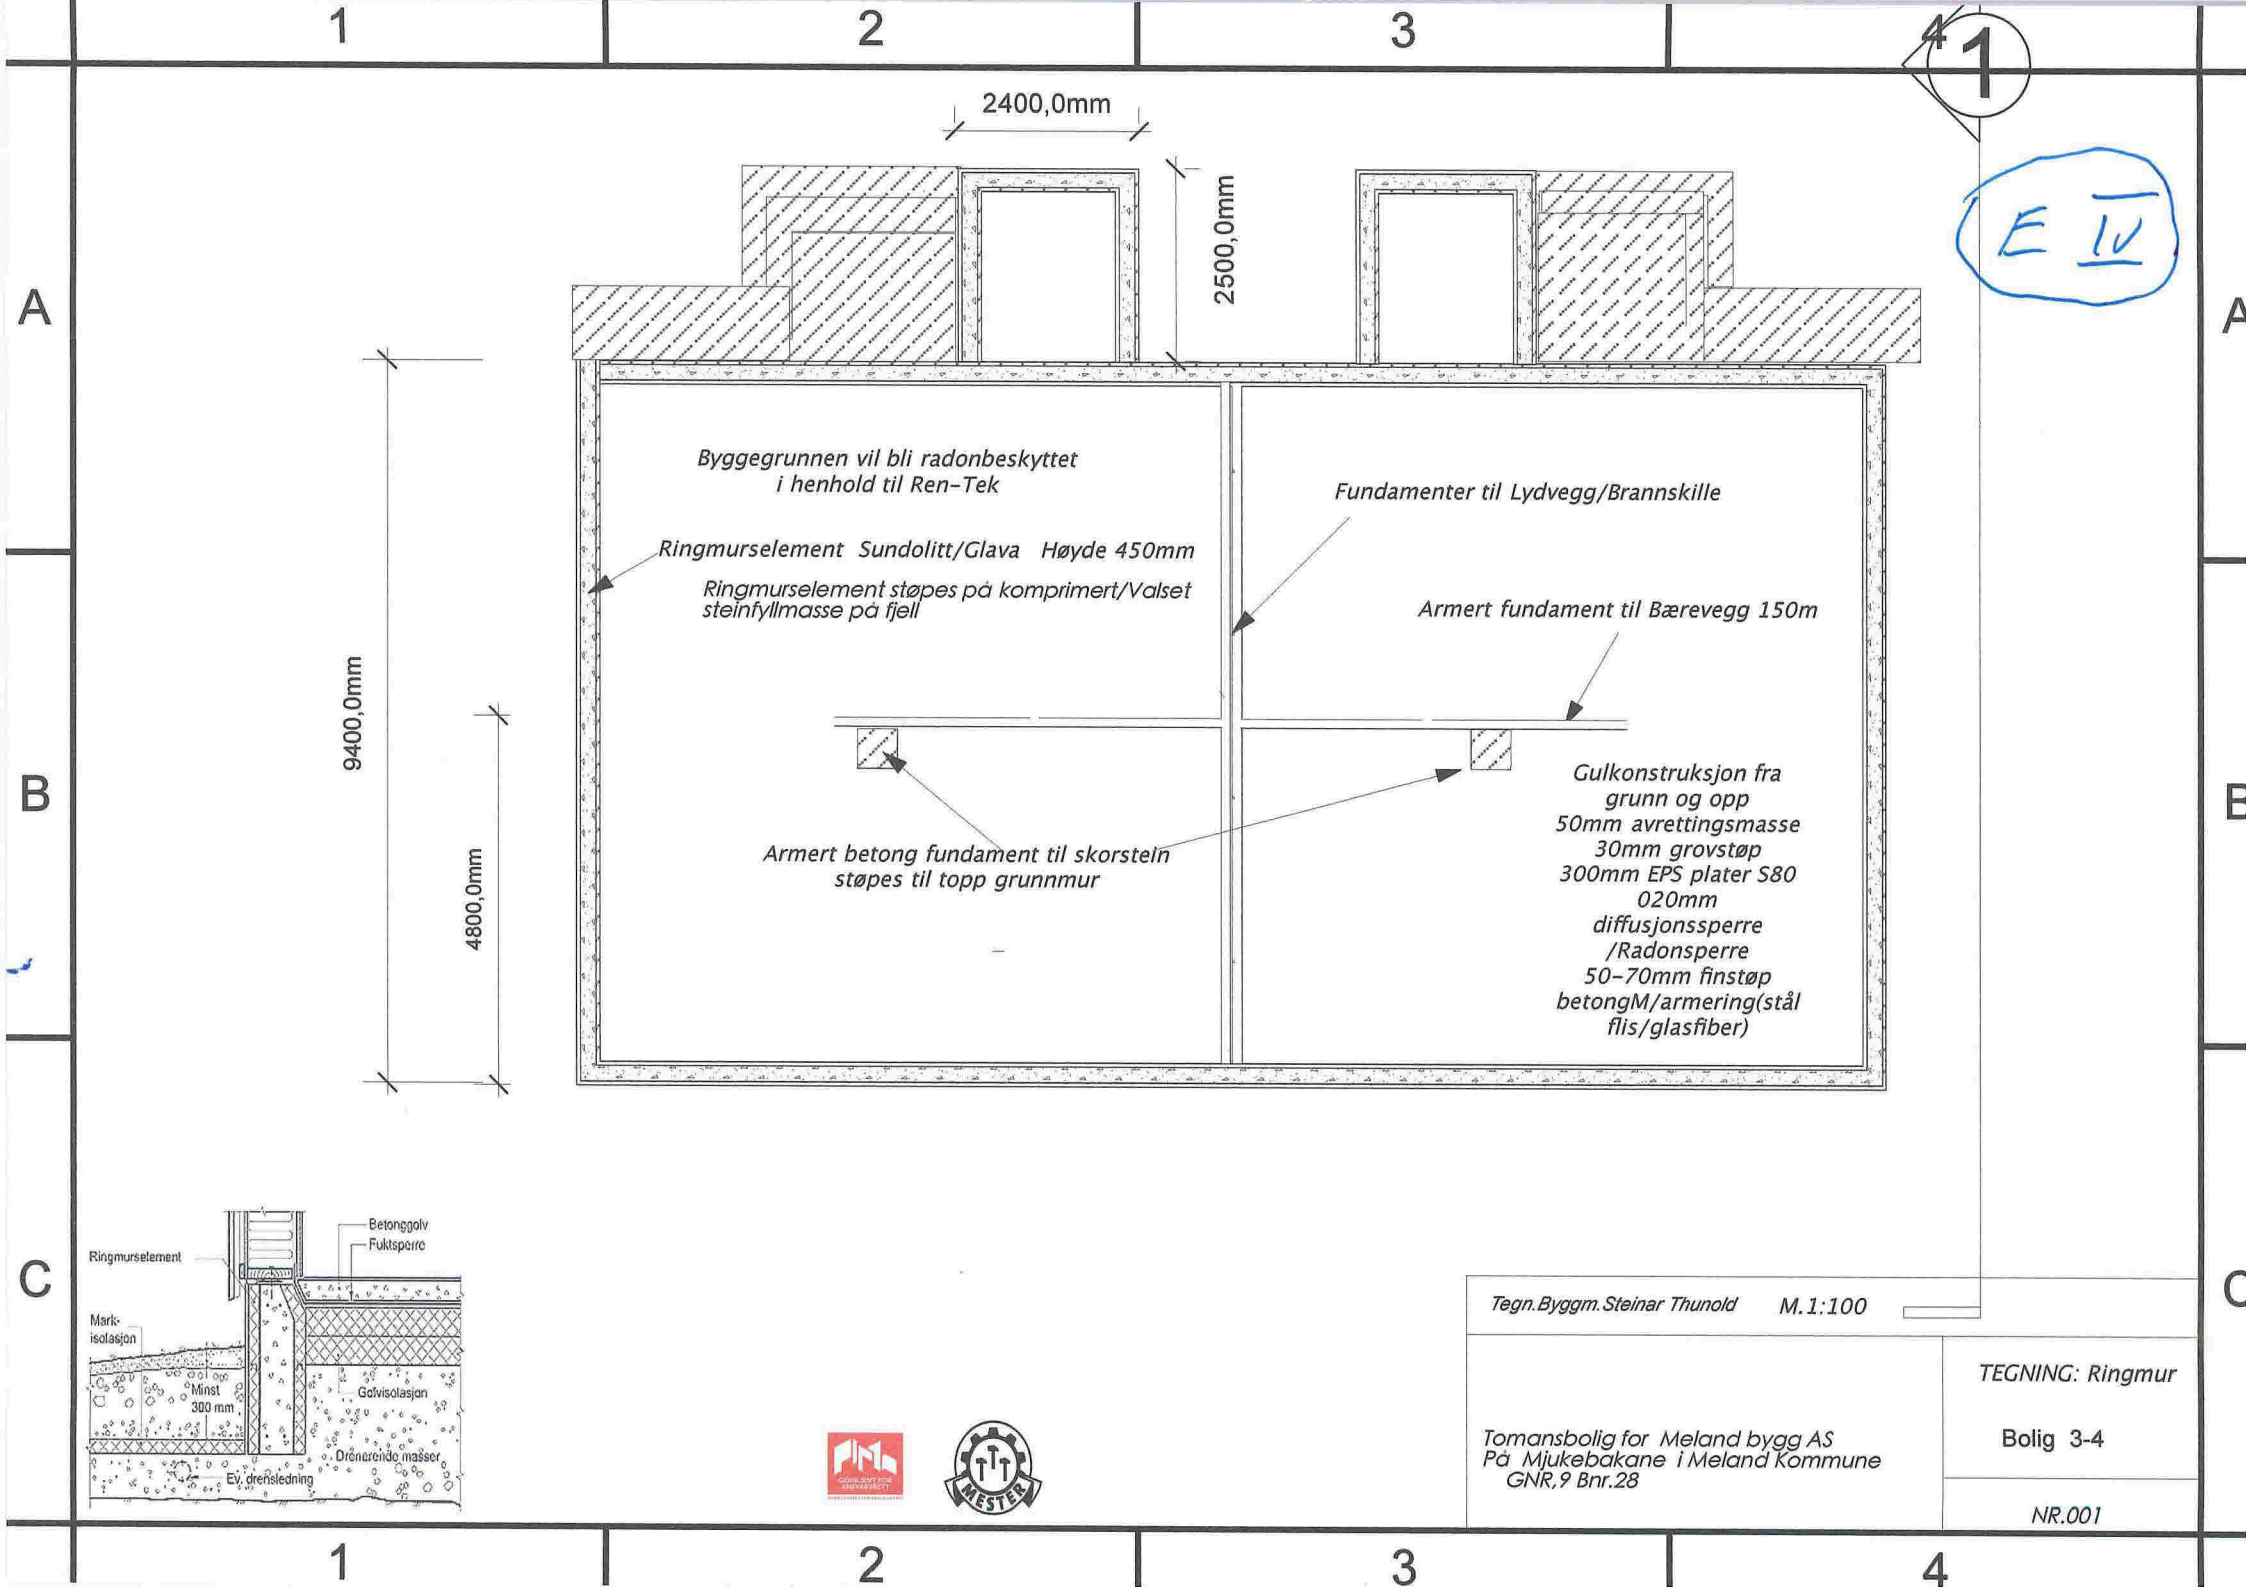 1
2
3
4
1
2400,0mm
2500,0mm
E IV
A
A
Byggegrunnen vil bli radonbeskyttet
i henhold til Ren-Tek
Fundamenter til Lydvegg/Brannskille
Ringmurselement Sundolitt/Glava Høyde 450mm
Ringmurselement støpes på komprimert/Valset
steinfyllmasse på fjell
Armert fundament til Bærevegg 150m
9400,0mm
4800,0mm
B
B
Gulkonstruksjon fra
grunn og opp
50mm avrettingsmasse
30mm grovstøp
300mm EPS plater S80
020mm
diffusjonssperre
/Radonsperre
50-70mm finstøp
betongM/armering(stål
flis/glasfiber)
Armert betong fundament til skorstein
støpes til topp grunnmur
C
C
Betonggolv
Fuktsperre
Ringmurselement
Mark-
isolasjon
Minst
300 mm
Golvisolasjon
Drenerende masser
Ev. drensledning
MESTER
Tegn.Byggm.Steinar Thunold M.1:100
TEGNING: Ringmur
Bolig 3-4
Tomansbolig for Meland bygg AS
På Mjukebakane i Meland Kommune
GNR,9 Bnr.28
NR.001
1
2
3
4